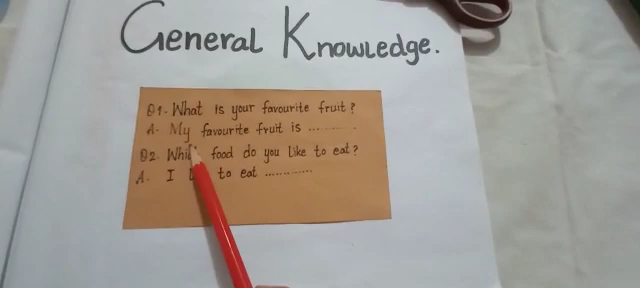 General Knowledge.
Q1. What is your favourite fruit?
A. My favourite fruit is ..........
Q2. food do you like to eat?
A. I to eat ............